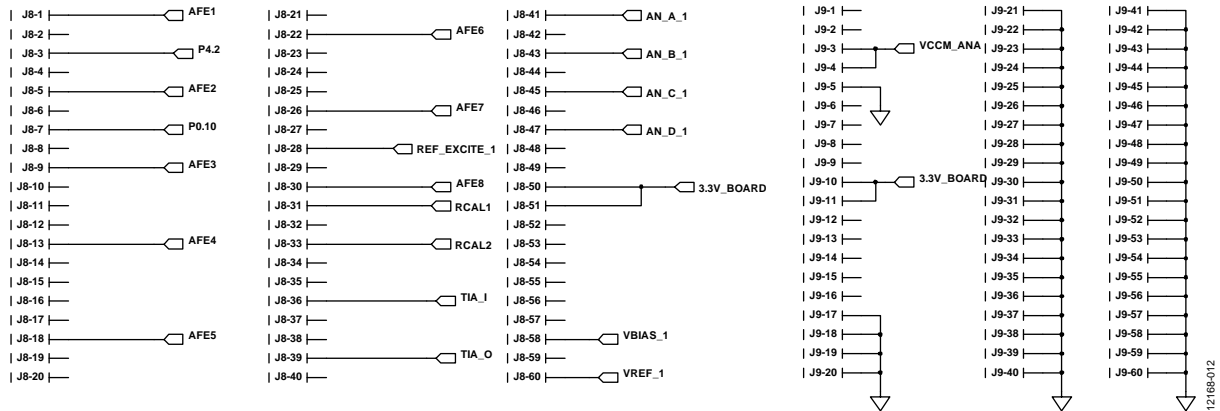 | J8-1 AFE1
| J8-2
| J8-3 P4.2
| J8-4
| J8-5 AFE2
| J8-6
| J8-7 P0.10
| J8-8
| J8-9 AFE3
| J8-10
| J8-11
| J8-12
| J8-13 AFE4
| J8-14
| J8-15
| J8-16
| J8-17
| J8-18 AFE5
| J8-19
| J8-20
| J8-21
| J8-22 AFE6
| J8-23
| J8-24
| J8-25
| J8-26 AFE7
| J8-27
| J8-28 REF_EXCITE_1
| J8-29
| J8-30 AFE8
| J8-31 RCAL1
| J8-32
| J8-33 RCAL2
| J8-34
| J8-35
| J8-36 TIA_I
| J8-37
| J8-38
| J8-39 TIA_O
| J8-40
| J8-41 AN_A_1
| J8-42
| J8-43 AN_B_1
| J8-44
| J8-45 AN_C_1
| J8-46
| J8-47 AN_D_1
| J8-48
| J8-49
| J8-50 3.3V_BOARD
| J8-51
| J8-52
| J8-53
| J8-54
| J8-55
| J8-56
| J8-57
| J8-58 VBIAS_1
| J8-59
| J8-60 VREF_1
| J9-1
| J9-2
| J9-3 VCCM_ANA
| J9-4
| J9-5
| J9-6
| J9-7
| J9-8
| J9-9
| J9-10 3.3V_BOARD
| J9-11
| J9-12
| J9-13
| J9-14
| J9-15
| J9-16
| J9-17
| J9-18
| J9-19
| J9-20
| J9-21
| J9-22
| J9-23
| J9-24
| J9-25
| J9-26
| J9-27
| J9-28
| J9-29
| J9-30
| J9-31
| J9-32
| J9-33
| J9-34
| J9-35
| J9-36
| J9-37
| J9-38
| J9-39
| J9-40
| J9-41
| J9-42
| J9-43
| J9-44
| J9-45
| J9-46
| J9-47
| J9-48
| J9-49
| J9-50
| J9-51
| J9-52
| J9-53
| J9-54
| J9-55
| J9-56
| J9-57
| J9-58
| J9-59
| J9-60
12168-012